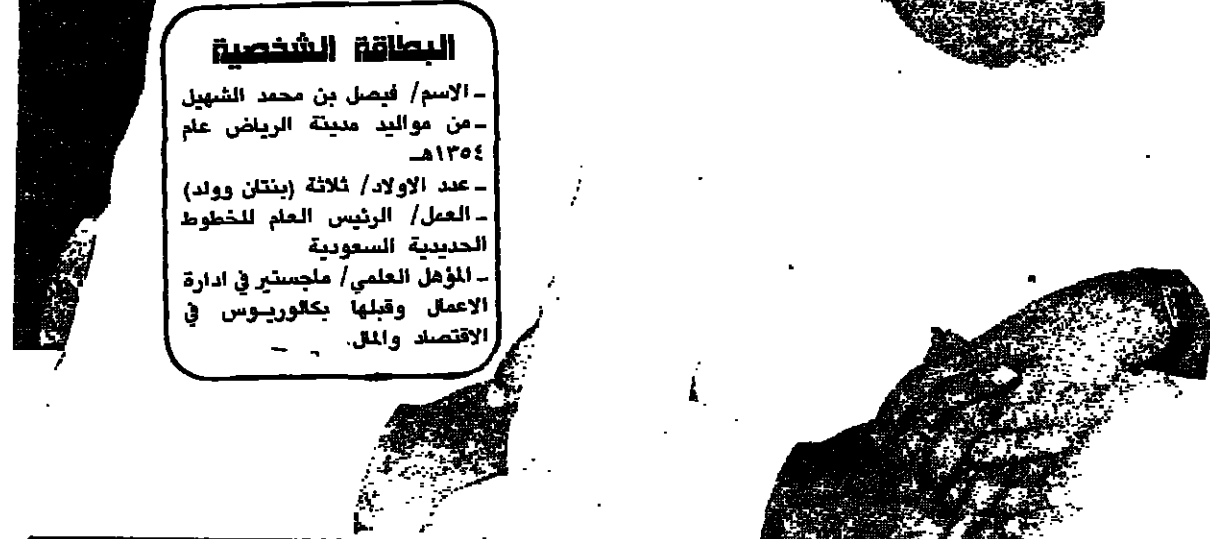 البطاقة الشخصية
ـ الاسم/ فيصل بن محمد الشهيل
ـ من مواليد مدينة الرياض عام
١٣٥٤هـ
ـ عدد الاولاد/ ثلاثة (بنتان وولد)
ـ العمل/ الرئيس العام للخطوط
الحديدية السعودية
ـ المؤهل العلمي/ ماجستير في ادارة
الاعمال وقبلها بكالوريـوس في
الاقتصاد والمال.